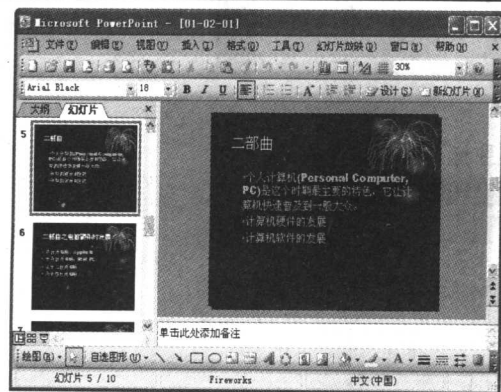 Microsoft PowerPoint - [01-02-01]
文件(F) 编辑(E) 视图(V) 插入(I) 格式(O) 工具(T) 幻灯片放映(D) 窗口(W) 帮助(H)
30%
Arial Black 18 B I U 设计(S) 新幻灯片(N)
大纲 幻灯片
5
二部曲
6
二部曲
·个人计算机(Personal Computer,
PC)是这个时期最主要的特色，它让计
算机快速普及到一般大众。
·计算机硬件的发展
·计算机软件的发展
单击此处添加备注
绘图(R) 自选图形(U)
幻灯片 5 / 10 Fireworks 中文(中国)